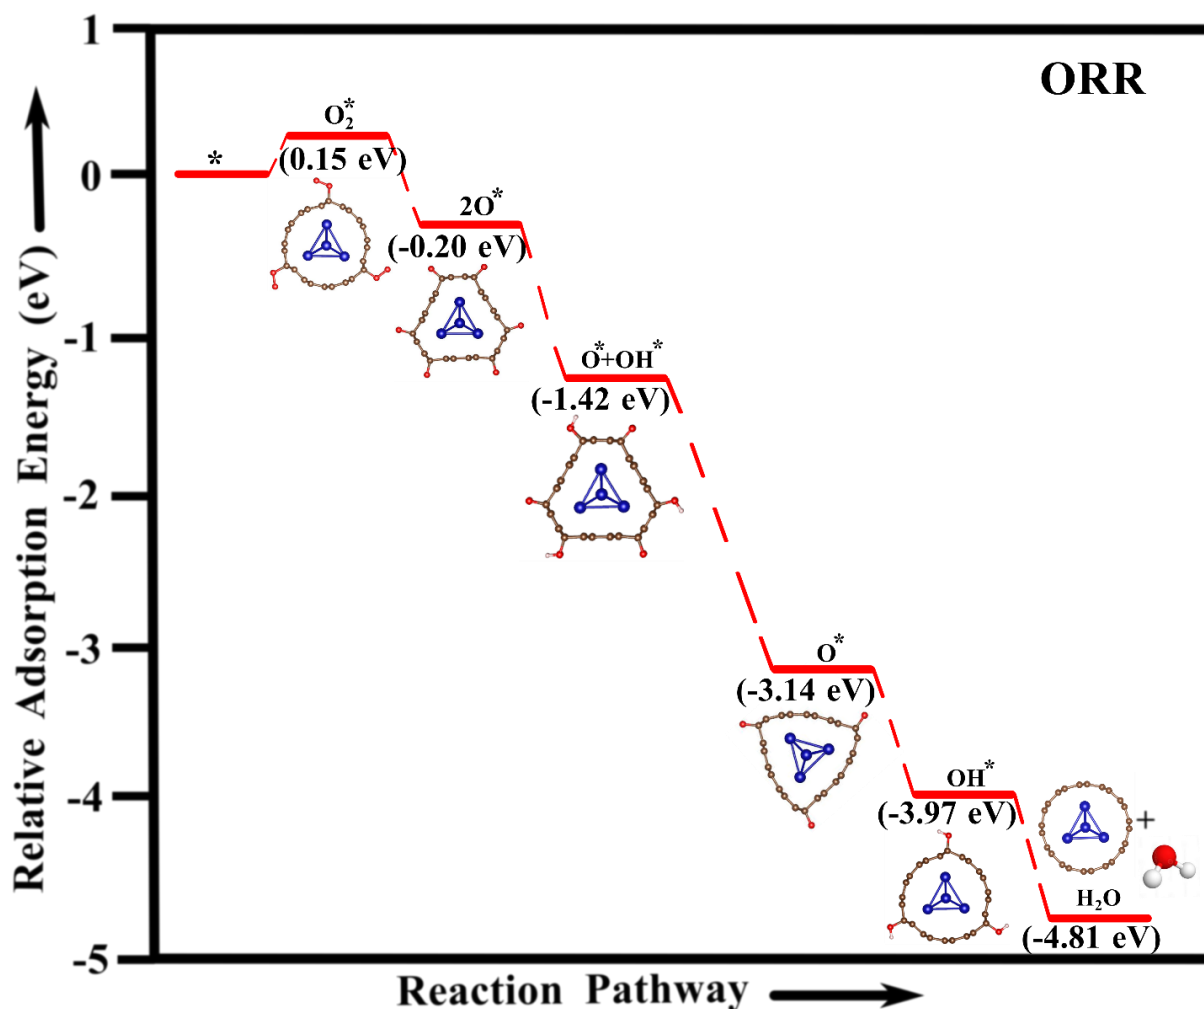 1
ORR
O₂*
*
(0.15 eV)
0
2O*
(-0.20 eV)
-1
O*+OH*
(-1.42 eV)
-2
-3
O*
(-3.14 eV)
-4
OH*
(-3.97 eV)
+
H₂O
(-4.81 eV)
-5
Relative Adsorption Energy (eV)
Reaction Pathway